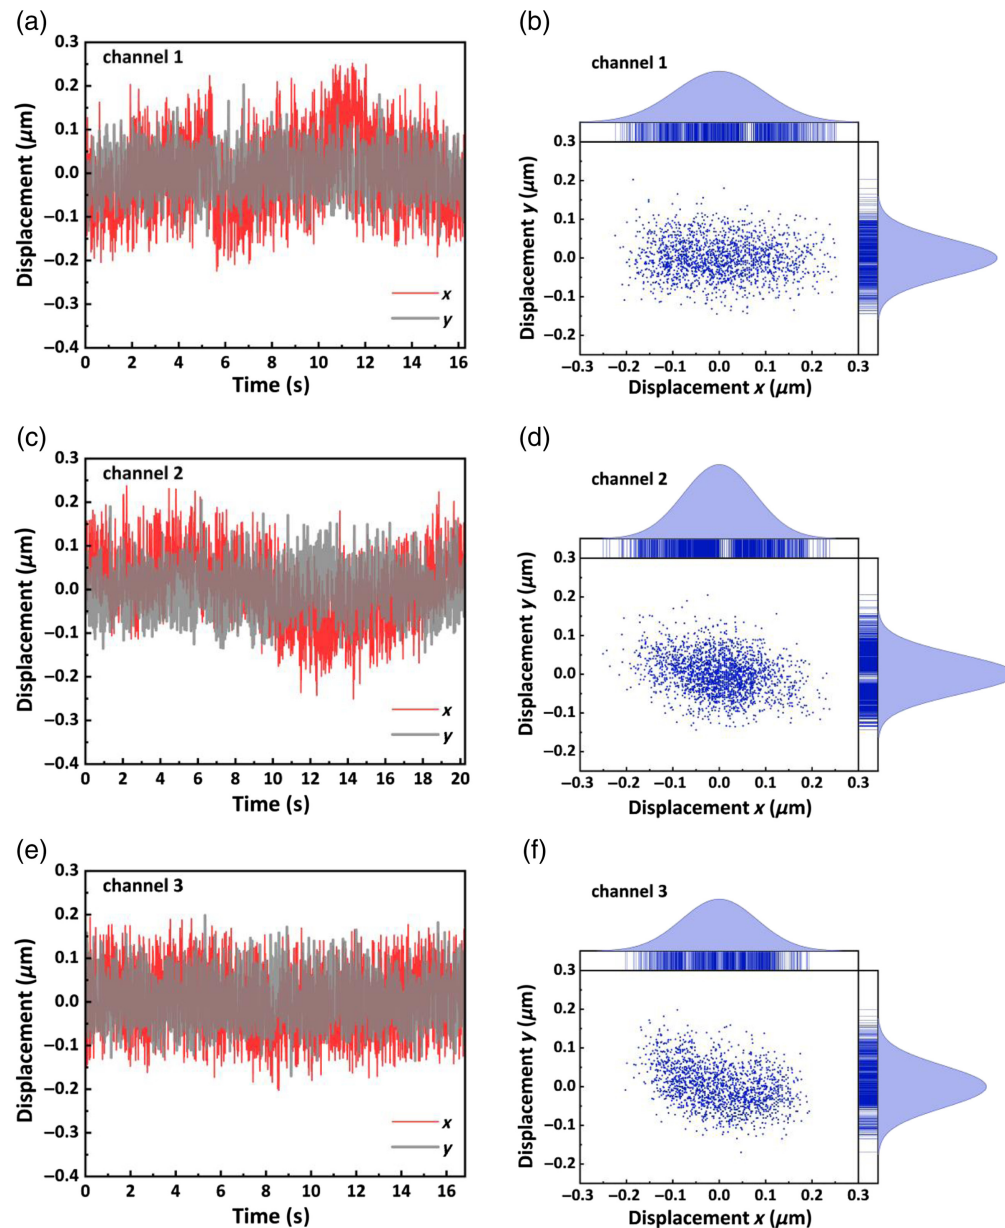 (a)
0.3
channel 1
0.2
0.1
0.0
−0.1
−0.2
−0.3
−0.4
Displacement (μm)
x
y
0 2 4 6 8 10 12 14 16
Time (s)
(b)
channel 1
0.3
0.2
0.1
0.0
−0.1
−0.2
Displacement y (μm)
−0.3 −0.2 −0.1 0.0 0.1 0.2 0.3
Displacement x (μm)
(c)
0.3
channel 2
0.2
0.1
0.0
−0.1
−0.2
−0.3
−0.4
Displacement (μm)
x
y
0 2 4 6 8 10 12 14 16 18 20
Time (s)
(d)
channel 2
0.3
0.2
0.1
0.0
−0.1
−0.2
Displacement y (μm)
−0.3 −0.2 −0.1 0.0 0.1 0.2 0.3
Displacement x (μm)
(e)
0.3
channel 3
0.2
0.1
0.0
−0.1
−0.2
−0.3
−0.4
Displacement (μm)
x
y
0 2 4 6 8 10 12 14 16
Time (s)
(f)
channel 3
0.3
0.2
0.1
0.0
−0.1
−0.2
Displacement y (μm)
−0.3 −0.2 −0.1 0.0 0.1 0.2 0.3
Displacement x (μm)